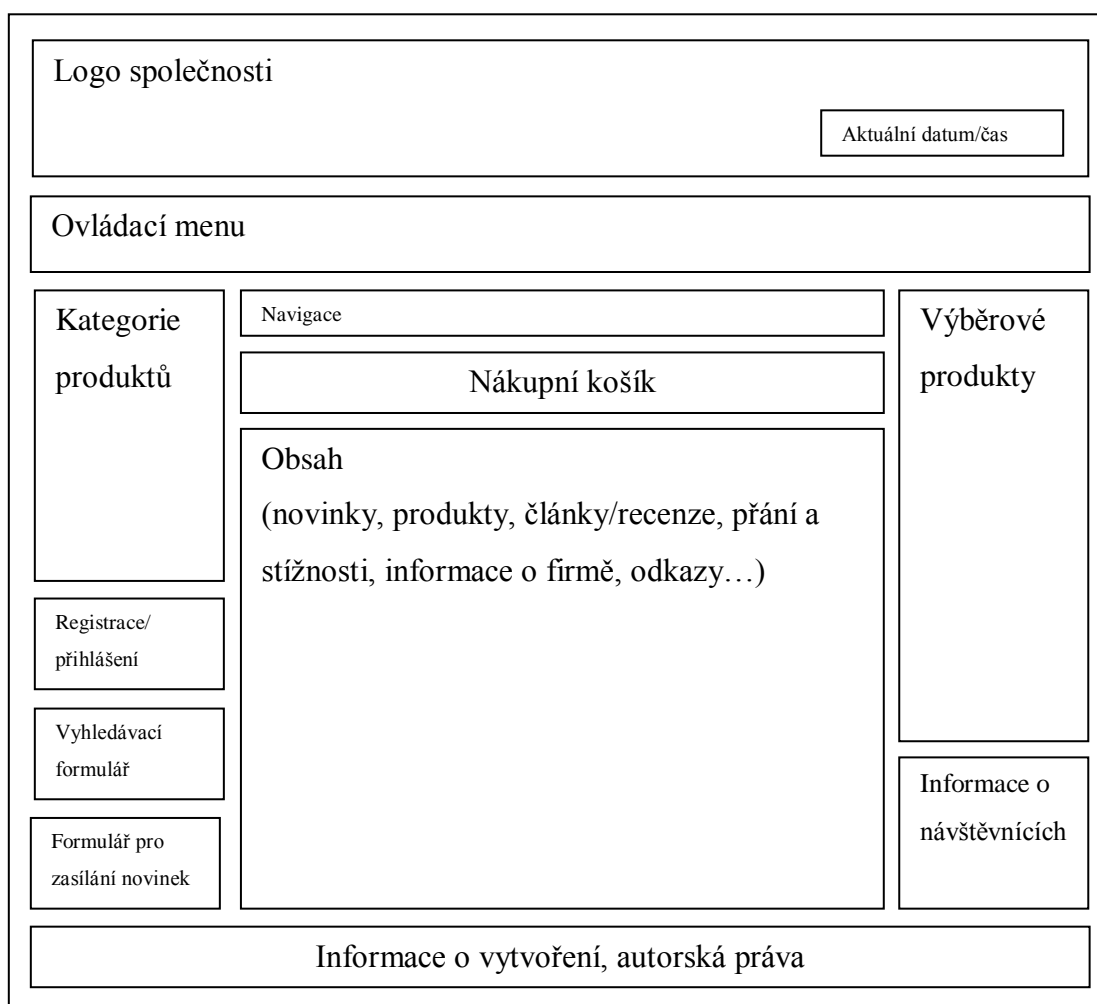 Logo společnosti
Aktuální datum/čas
Ovládací menu
Kategorie
produktů
Registrace/
přihlášení
Vyhledávací
formulář
Formulář pro
zasílání novinek
Navigace
Nákupní košík
Obsah
(novinky, produkty, články/recenze, přání a
stížnosti, informace o firmě, odkazy…)
Výběrové
produkty
Informace o
návštěvnících
Informace o vytvoření, autorská práva